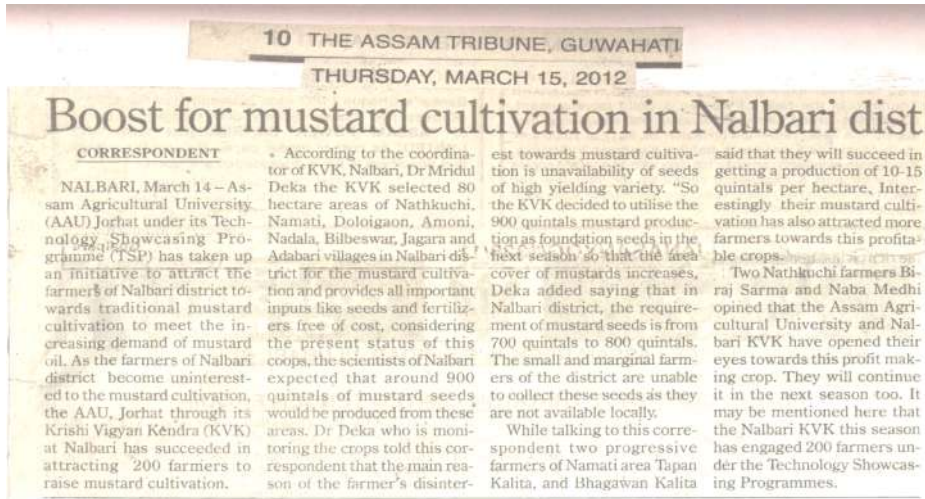 10 THE ASSAM TRIBUNE, GUWAHATI
THURSDAY, MARCH 15, 2012
Boost for mustard cultivation in Nalbari dist
CORRESPONDENT
NALBARI, March 14 – As-
sam Agricultural University
(AAU) Jorhat under its Tech-
nology Showcasing Pro-
gramme (TSP) has taken up
an initiative to attract the
farmers of Nalbari district to-
wards traditional mustard
cultivation to meet the in-
creasing demand of mustard
oil. As the farmers of Nalbari
district become uninterest-
ed to the mustard cultivation,
the AAU, Jorhat through its
Krishi Vigyan Kendra (KVK)
at Nalbari has succeeded in
attracting 200 farmers to
raise mustard cultivation.
According to the coordina-
tor of KVK, Nalbari, Dr Mridul
Deka the KVK selected 80
hectare areas of Nathkuchi,
Namati, Doloigaon, Amoni,
Nadala, Bilbeswar, Jagara and
Adabari villages in Nalbari dis-
trict for the mustard cultiva-
tion and provides all important
inputs like seeds and fertiliz-
ers free of cost, considering
the present status of this
coops, the scientists of Nalbari
expected that around 900
quintals of mustard seeds
would be produced from these
areas. Dr Deka who is moni-
toring the crops told this cor-
respondent that the main rea-
son of the farmer's disinter-
est towards mustard cultiva-
tion is unavailability of seeds
of high yielding variety. "So
the KVK decided to utilise the
900 quintals mustard produc-
tion as foundation seeds in the
next season so that the area
cover of mustards increases,
Deka added saying that in
Nalbari district, the require-
ment of mustard seeds is from
700 quintals to 800 quintals.
The small and marginal farm-
ers of the district are unable
to collect these seeds as they
are not available locally.
While talking to this corre-
spondent two progressive
farmers of Namati area Tapan
Kalita, and Bhagawan Kalita
said that they will succeed in
getting a production of 10-15
quintals per hectare, Inter-
estingly their mustard culti-
vation has also attracted more
farmers towards this profita-
ble crops.
Two Nathkuchi farmers Bi-
raj Sarma and Naba Medhi
opined that the Assam Agri-
cultural University and Nal-
bari KVK have opened their
eyes towards this profit mak-
ing crop. They will continue
it in the next season too. It
may be mentioned here that
the Nalbari KVK this season
has engaged 200 farmers un-
der the Technology Showcas-
ing Programmes.